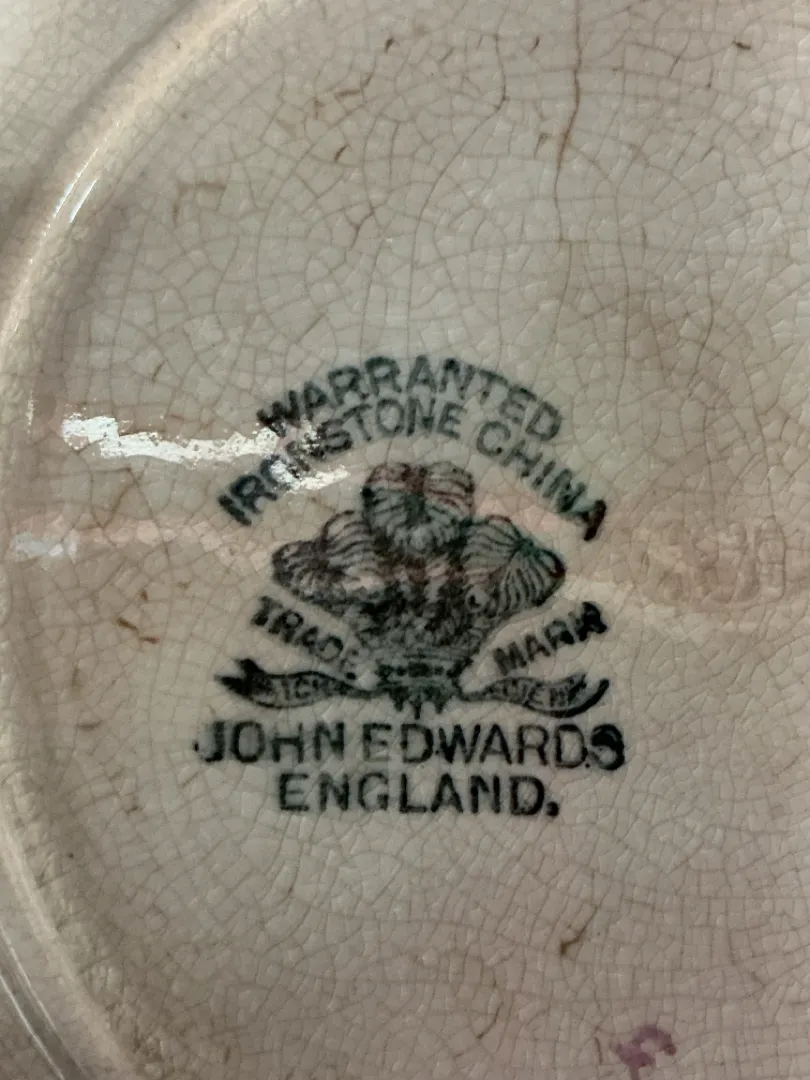 WARRANTED
IRONSTONE CHINA
TRADE MARK
JOHN EDWARDS
ENGLAND.